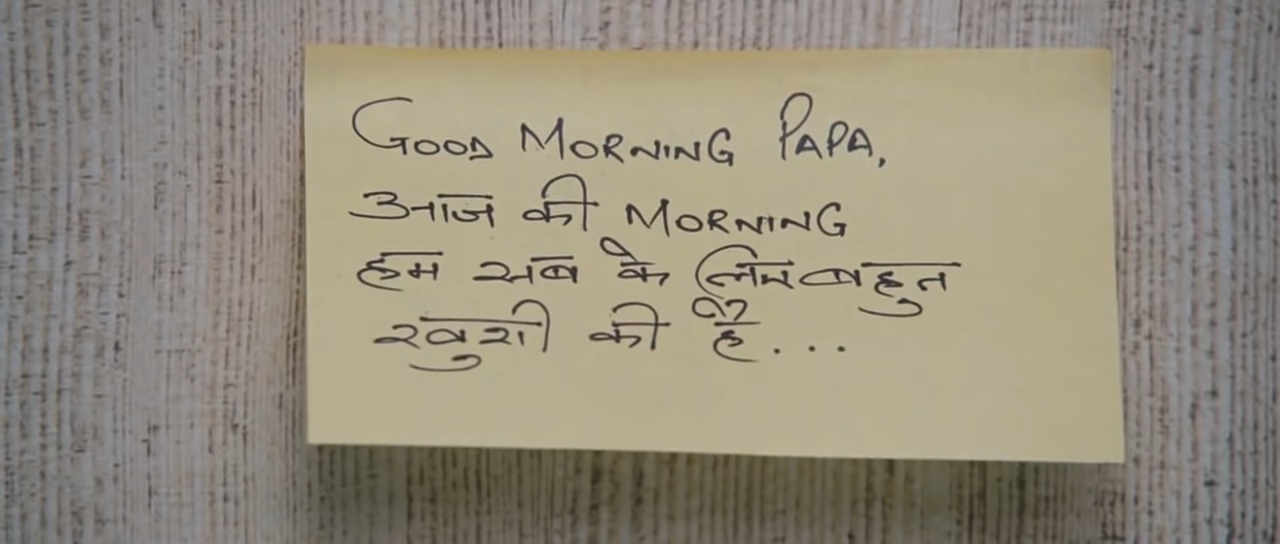 GOOD MORNING PAPA,
आज की MORNING
हम सब के लिए बहुत
खुशी की है...